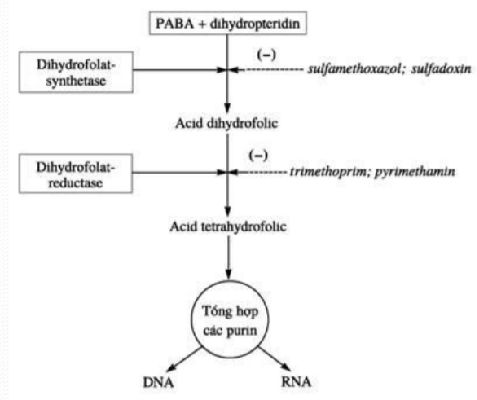 PABA + dihydropteridin
(–)
Dihydrofolat-
synthetase
sulfamethoxazol; sulfadoxin
Acid dihydrofolic
(–)
Dihydrofolat-
reductase
trimethoprim; pyrimethamin
Acid tetrahydrofolic
Tổng hợp
các purin
DNA
RNA